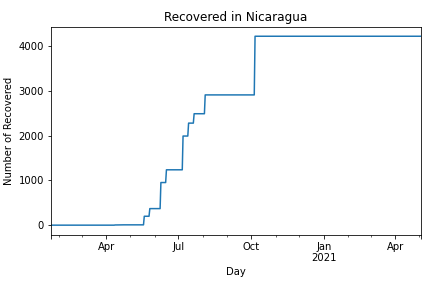 Recovered in Nicaragua
Number of Recovered
4000
3000
2000
1000
0
Apr
Jul
Oct
Jan
2021
Apr
Day